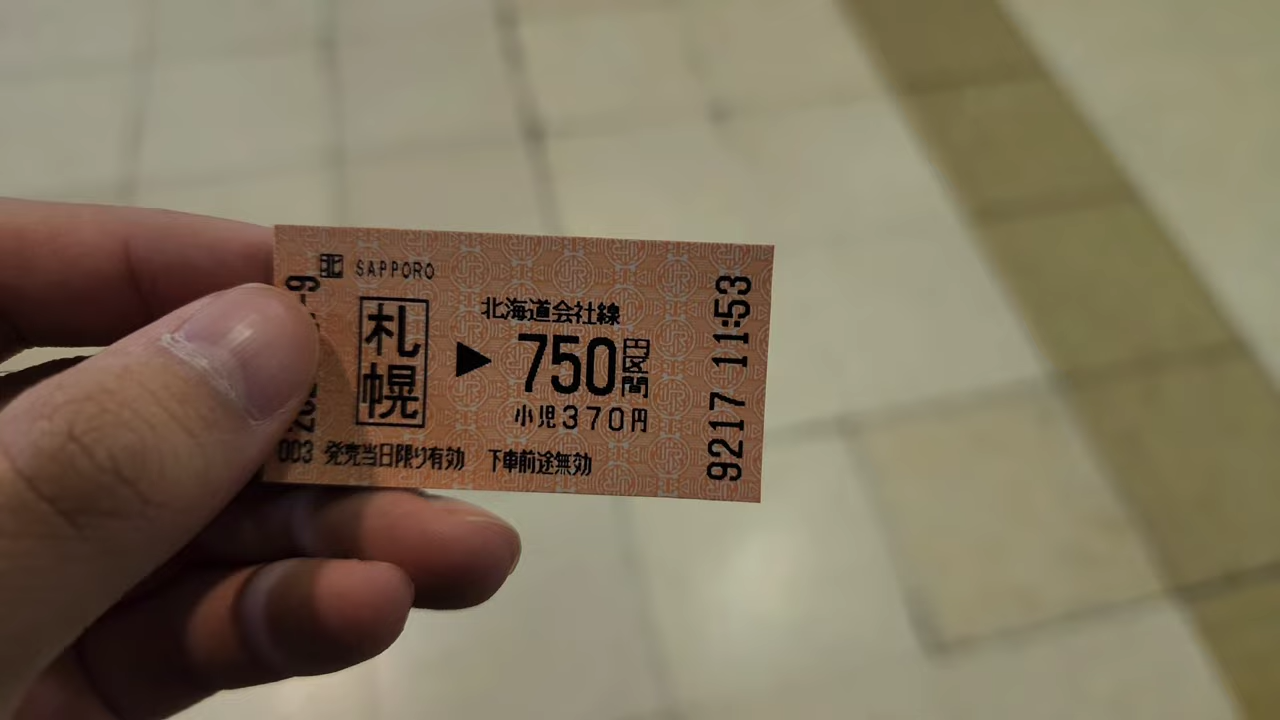 北 SAPPORO
札幌
北海道会社線
▶ 750円区間
小児370円
003 発売当日限り有効 下車前途無効
9217 11:53